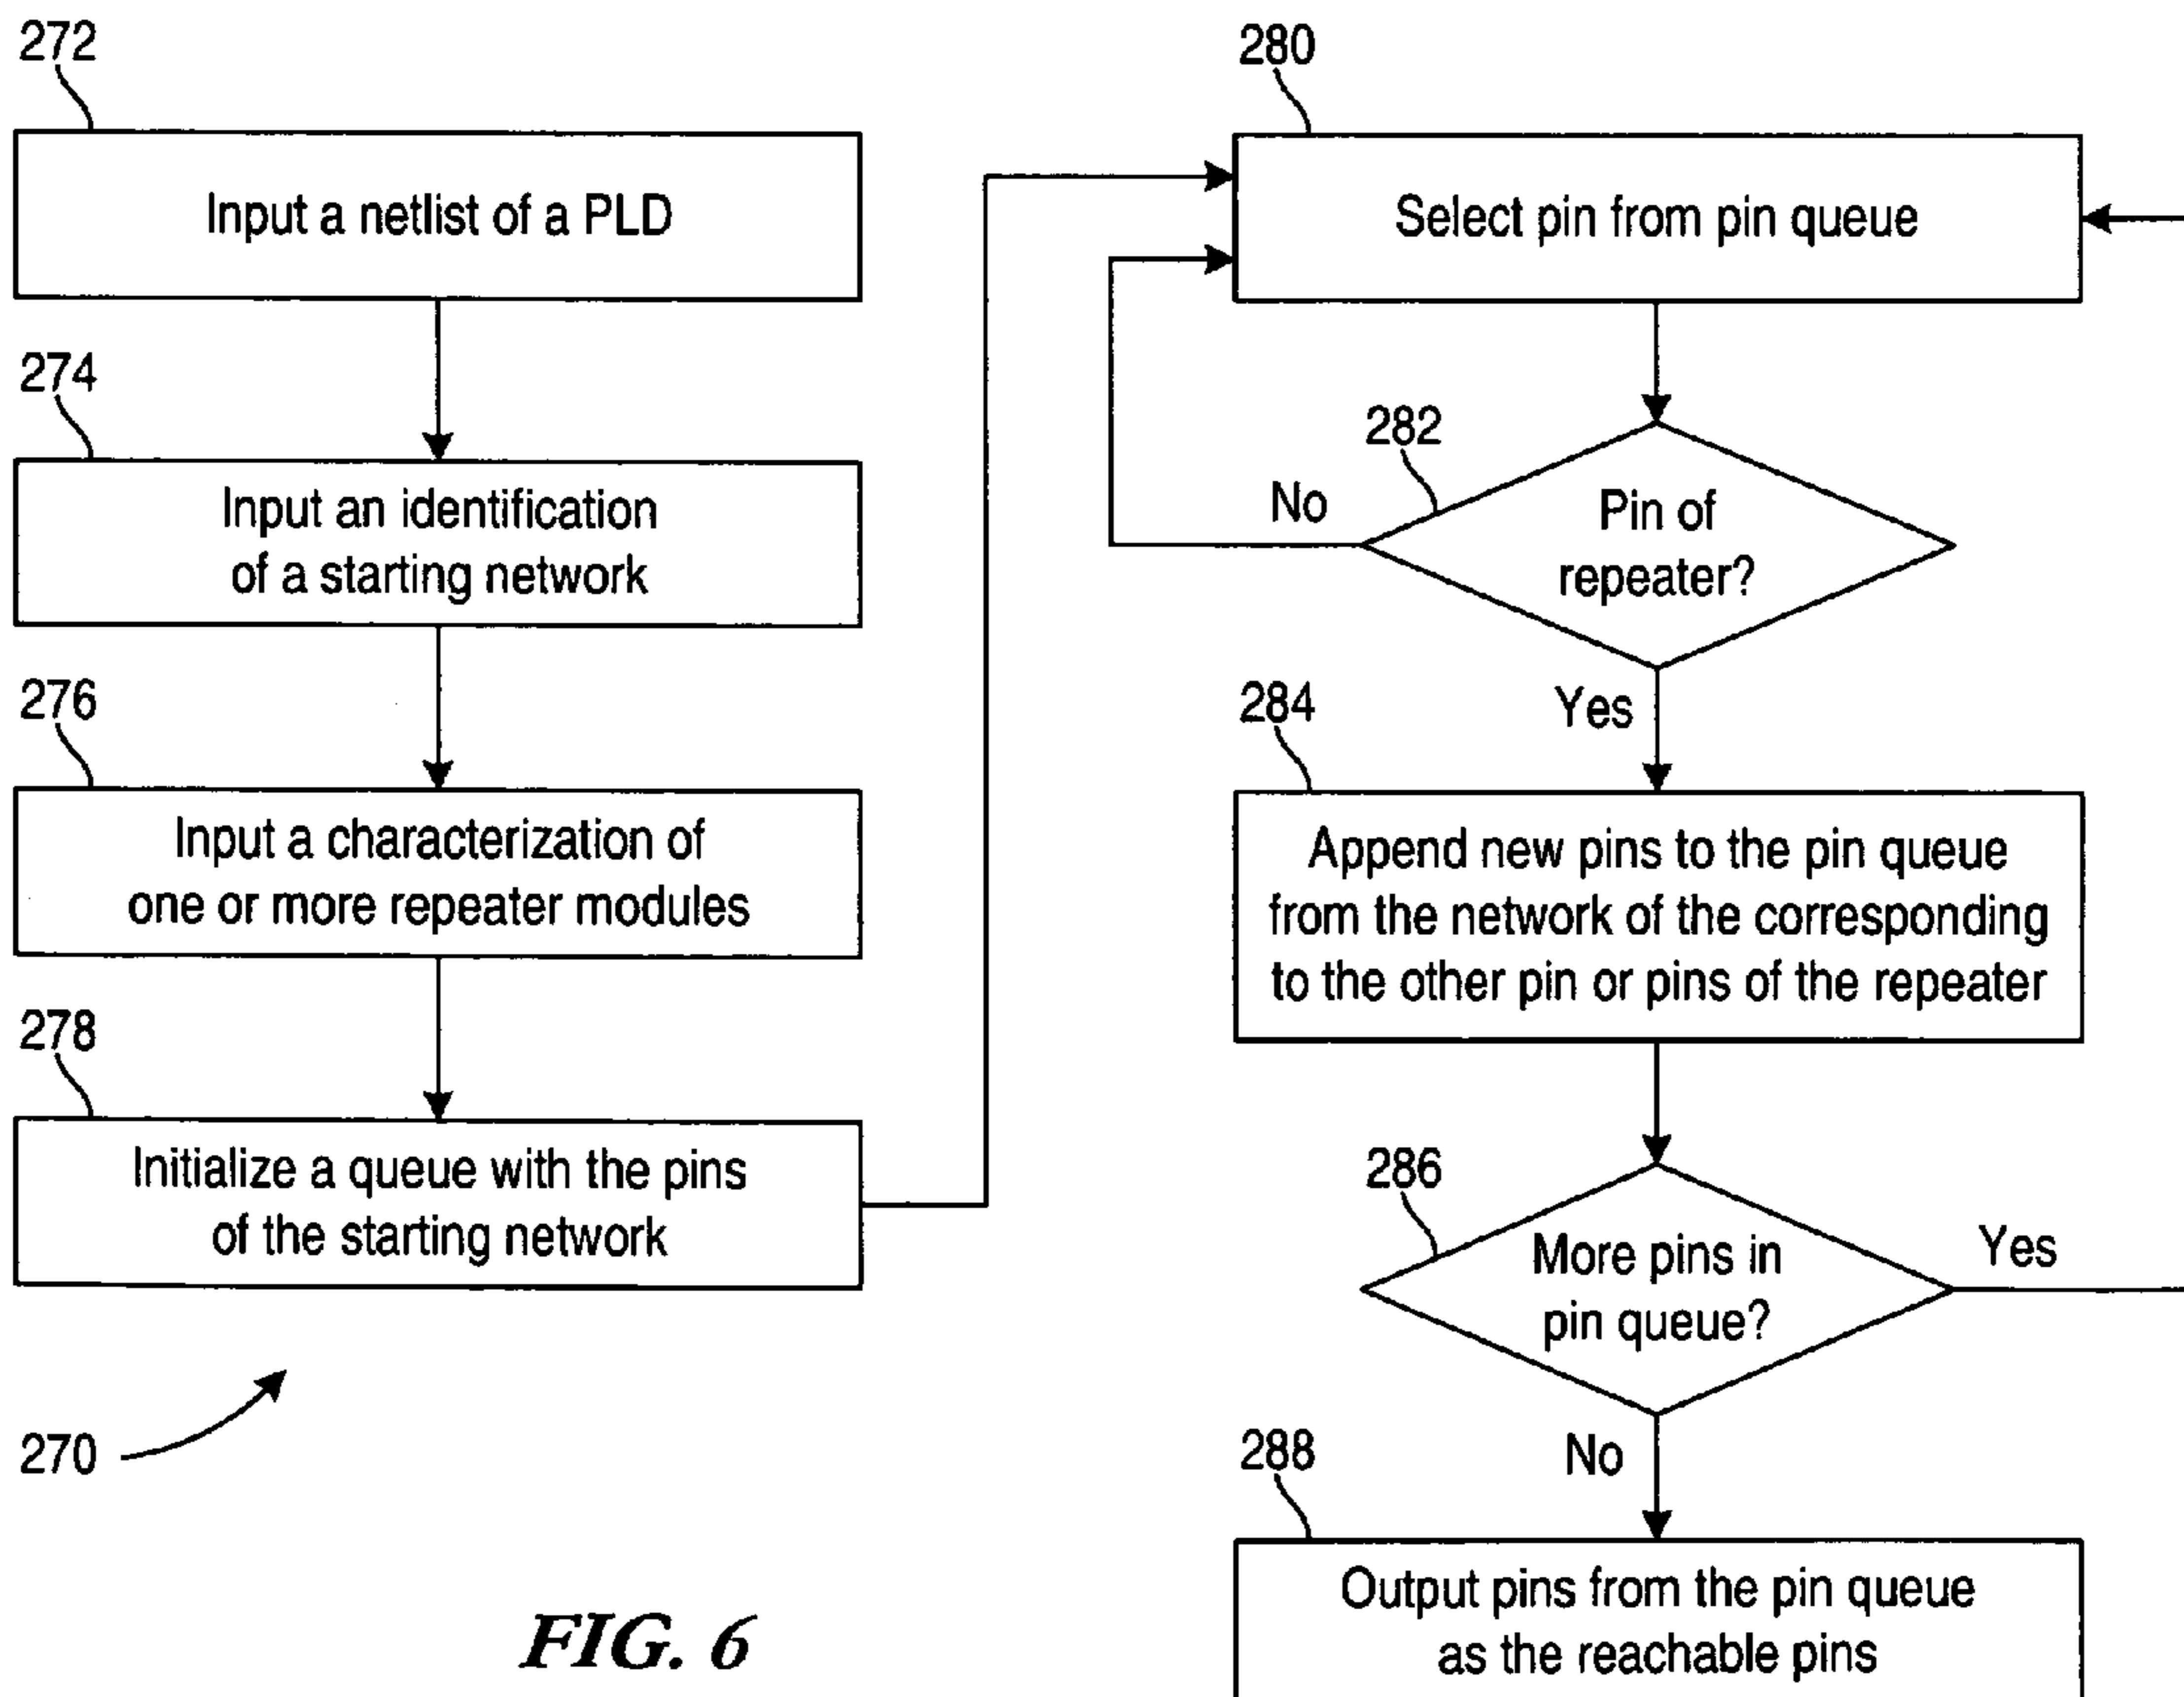 272
Input a netlist of a PLD
274
Input an identification
of a starting network
276
Input a characterization of
one or more repeater modules
278
Initialize a queue with the pins
of the starting network
270
FIG. 6
280
Select pin from pin queue
282
No
Pin of
repeater?
Yes
284
Append new pins to the pin queue
from the network of the corresponding
to the other pin or pins of the repeater
286
More pins in
pin queue?
Yes
No
288
Output pins from the pin queue
as the reachable pins